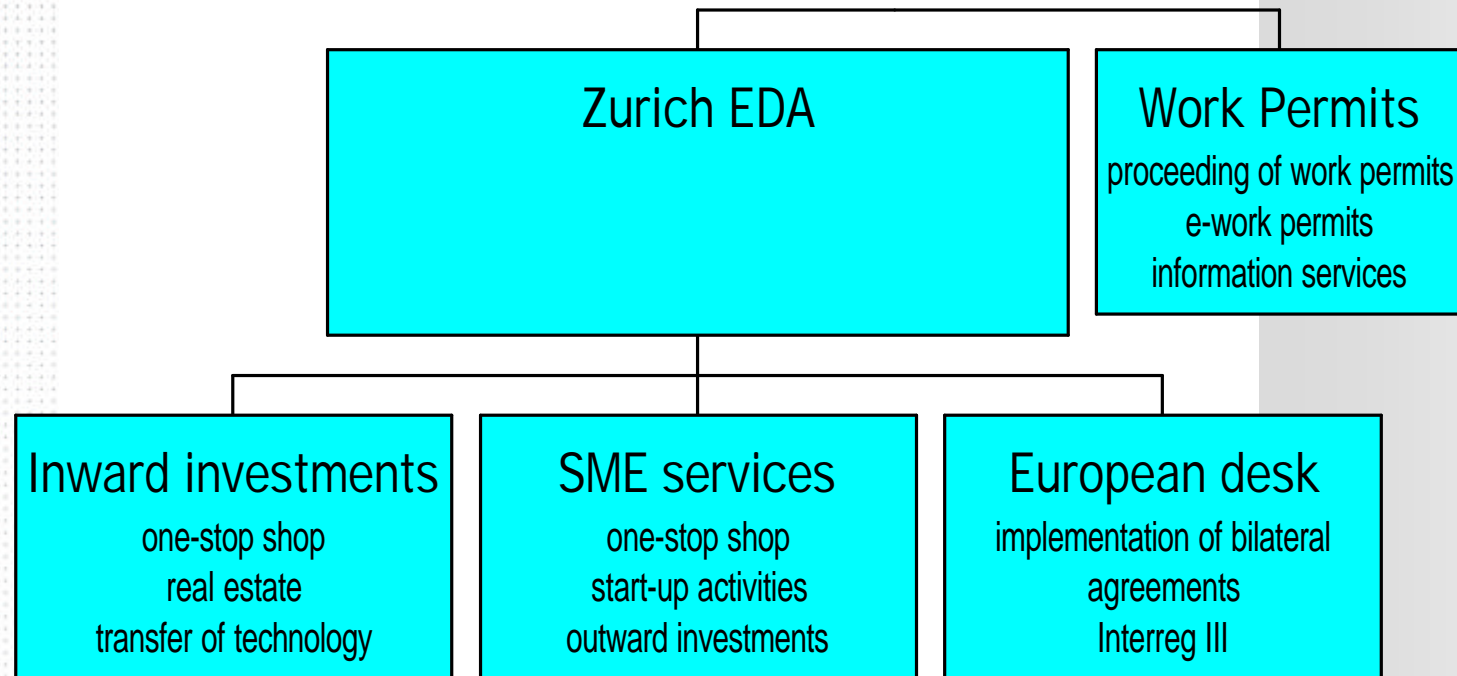 Zurich EDA
Work Permits
proceeding of work permits
e-work permits
information services
Inward investments
one-stop shop
real estate
transfer of technology
SME services
one-stop shop
start-up activities
outward investments
European desk
implementation of bilateral
agreements
Interreg III